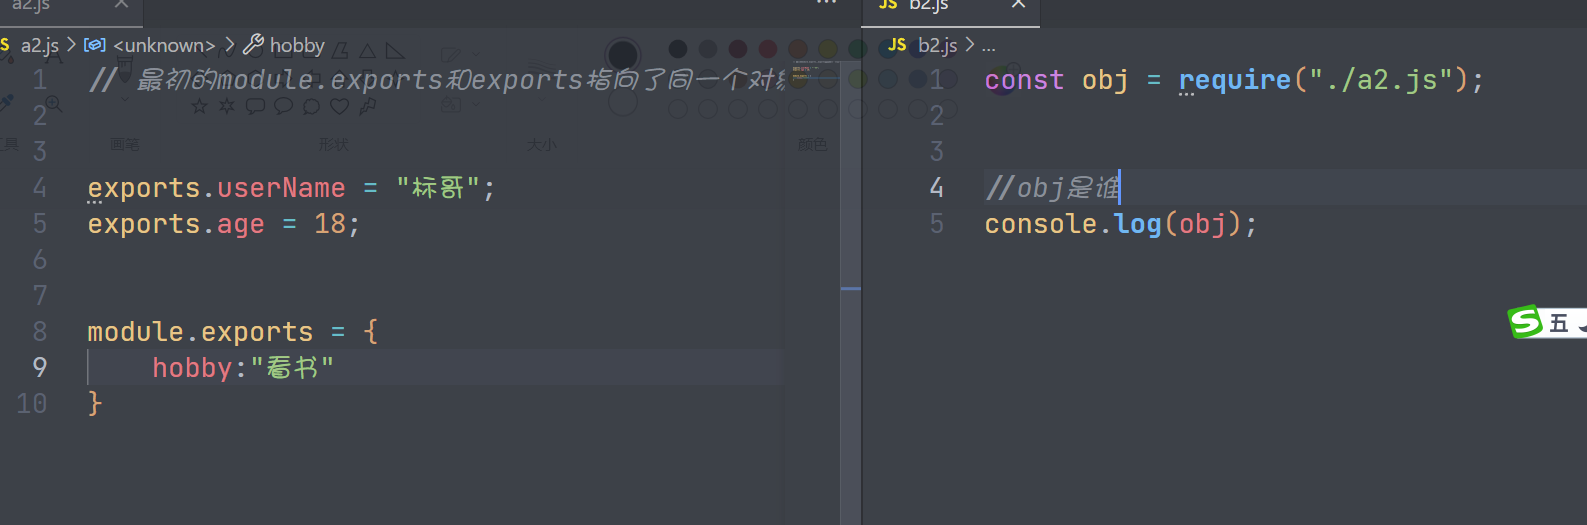 a2.js
b2.js
a2.js > <unknown> > hobby
JS b2.js > ...
1 // 最初的module.exports和exports指向了同一个对
2
3
4 exports.userName = "标哥";
5 exports.age = 18;
6
7
8 module.exports = {
9 hobby:"看书"
10 }
1 const obj = require("./a2.js");
2
3
4 //obj是谁
5 console.log(obj);
画笔
形状
大小
颜色
五